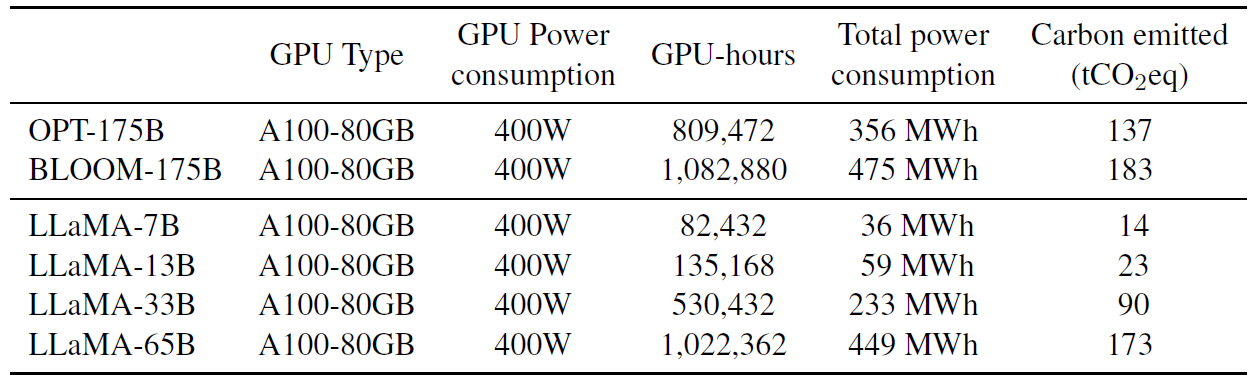 GPU Type GPU Power consumption GPU-hours Total power consumption Carbon emitted (tCO₂eq)
OPT-175B A100-80GB 400W 809,472 356 MWh 137
BLOOM-175B A100-80GB 400W 1,082,880 475 MWh 183
LLaMA-7B A100-80GB 400W 82,432 36 MWh 14
LLaMA-13B A100-80GB 400W 135,168 59 MWh 23
LLaMA-33B A100-80GB 400W 530,432 233 MWh 90
LLaMA-65B A100-80GB 400W 1,022,362 449 MWh 173